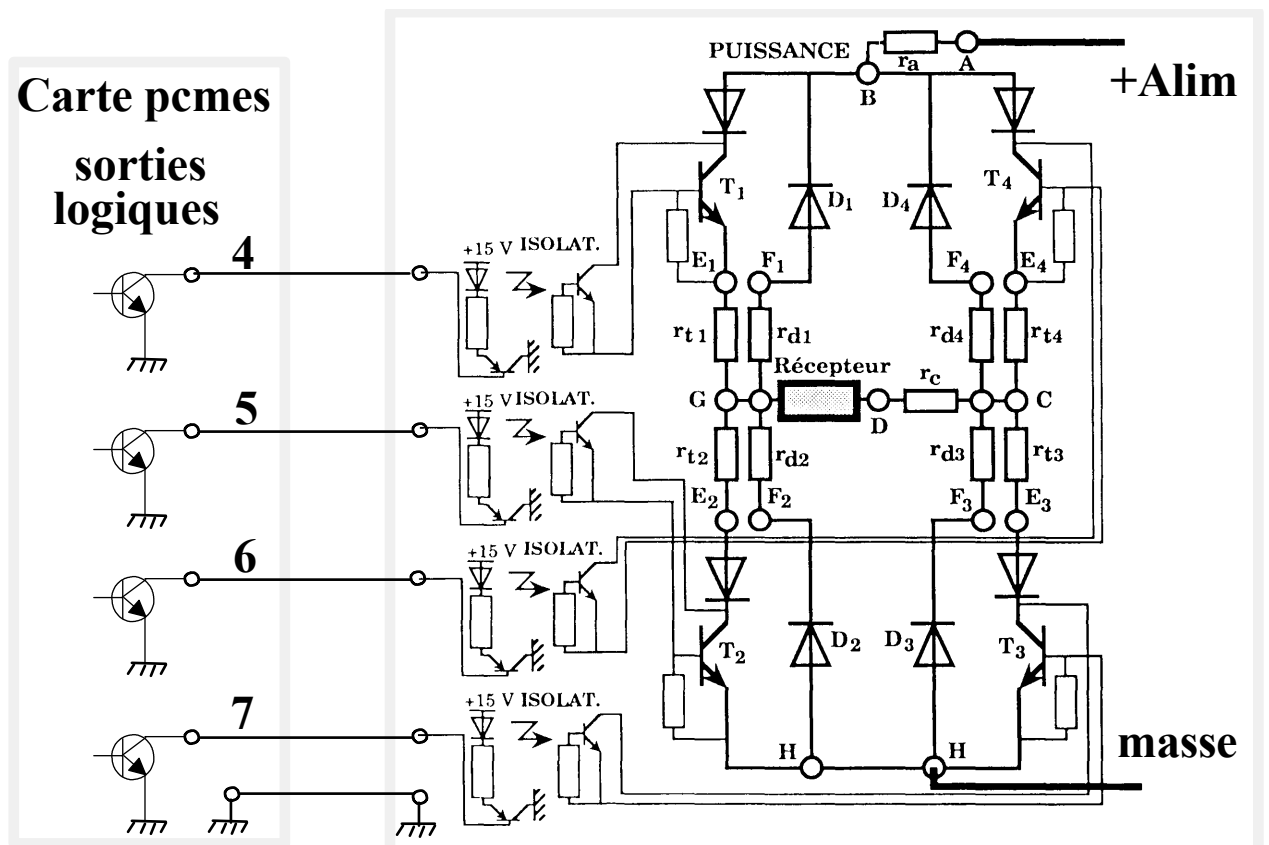 Carte pcmes
sorties
logiques
4
5
6
7
+15 V ISOLAT.
+15 V ISOLAT.
+15 V ISOLAT.
+15 V ISOLAT.
PUISSANCE
ra
A
B
+Alim
T1
D1
D4
T4
E1
F1
F4
E4
rt1
rd1
rd4
rt4
Récepteur
rc
G
D
C
rt2
rd2
rd3
rt3
E2
F2
F3
E3
T2
D2
D3
T3
H
H
masse